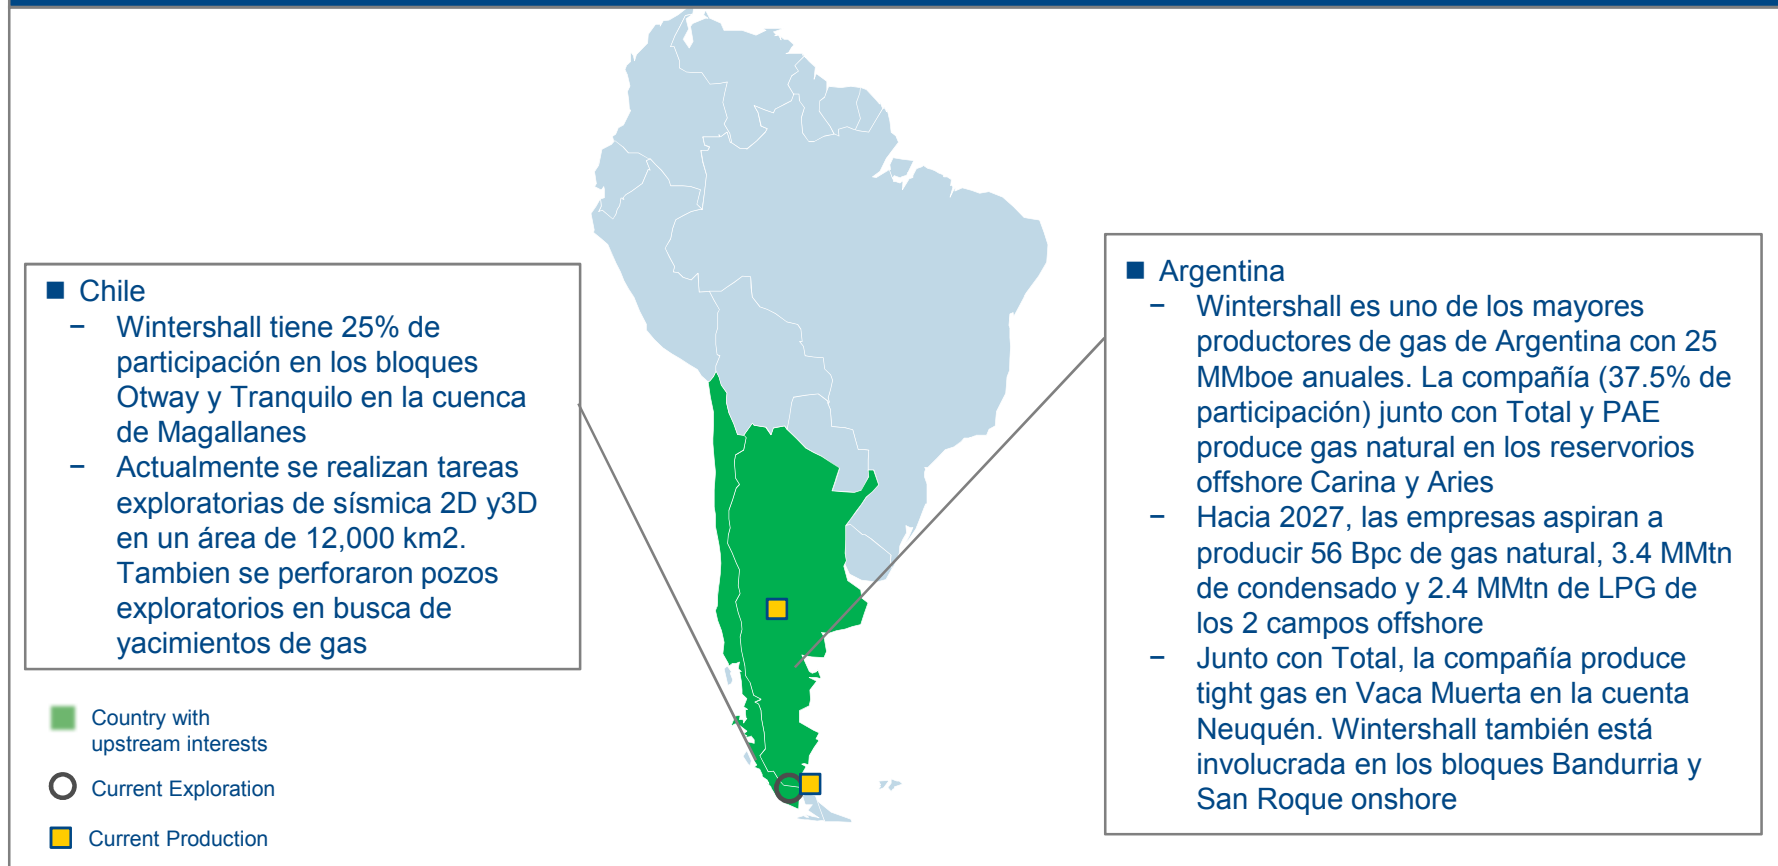 ■ Chile
− Wintershall tiene 25% de
participación en los bloques
Otway y Tranquilo en la cuenca
de Magallanes
− Actualmente se realizan tareas
exploratorias de sísmica 2D y3D
en un área de 12,000 km2.
Tambien se perforaron pozos
exploratorios en busca de
yacimientos de gas
■ Argentina
− Wintershall es uno de los mayores
productores de gas de Argentina con 25
MMboe anuales. La compañía (37.5% de
participación) junto con Total y PAE
produce gas natural en los reservorios
offshore Carina y Aries
− Hacia 2027, las empresas aspiran a
producir 56 Bpc de gas natural, 3.4 MMtn
de condensado y 2.4 MMtn de LPG de
los 2 campos offshore
− Junto con Total, la compañía produce
tight gas en Vaca Muerta en la cuenta
Neuquén. Wintershall también está
involucrada en los bloques Bandurria y
San Roque onshore
Country with
upstream interests
Current Exploration
Current Production